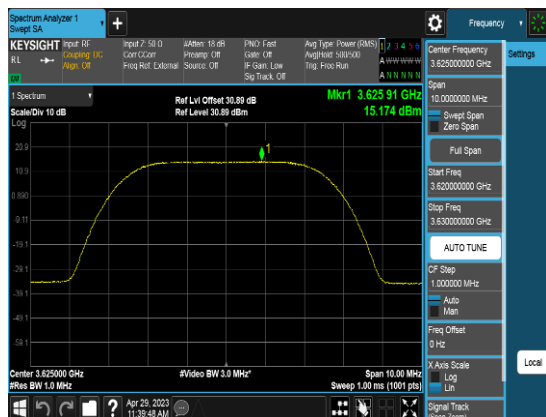 Spectrum Analyzer 1
Swept SA
+
Frequency
KEYSIGHT
RL
Input: RF
Coupling: DC
Align: Off
Input Z: 50 Ω
Corr CCorr
Freq Ref: External
#Atten: 18 dB
Preamp: Off
Source: Off
PNO: Fast
Gate: Off
IF Gain: Low
Sig Track: Off
Avg Type: Power (RMS)
Avg|Hold: 500/500
Trig: Free Run
1 2 3 4 5 6
A W W W W W
A N N N N N
LXI
1 Spectrum
Scale/Div 10 dB
Log
Ref Lvl Offset 30.89 dB
Ref Level 30.89 dBm
Mkr1 3.625 91 GHz
15.174 dBm
1
20.9
10.9
0.890
-9.11
-19.1
-29.1
-39.1
-49.1
-59.1
Center 3.625000 GHz
#Res BW 1.0 MHz
#Video BW 3.0 MHz*
Span 10.00 MHz
Sweep 1.00 ms (1001 pts)
Center Frequency
3.625000000 GHz
Span
10.0000000 MHz
Swept Span
Zero Span
Full Span
Start Freq
3.620000000 GHz
Stop Freq
3.630000000 GHz
AUTO TUNE
CF Step
1.000000 MHz
Auto
Man
Freq Offset
0 Hz
X Axis Scale
Log
Lin
Signal Track
(Span Zoom)
Settings
Local
?
Apr 29, 2023
11:39:48 AM